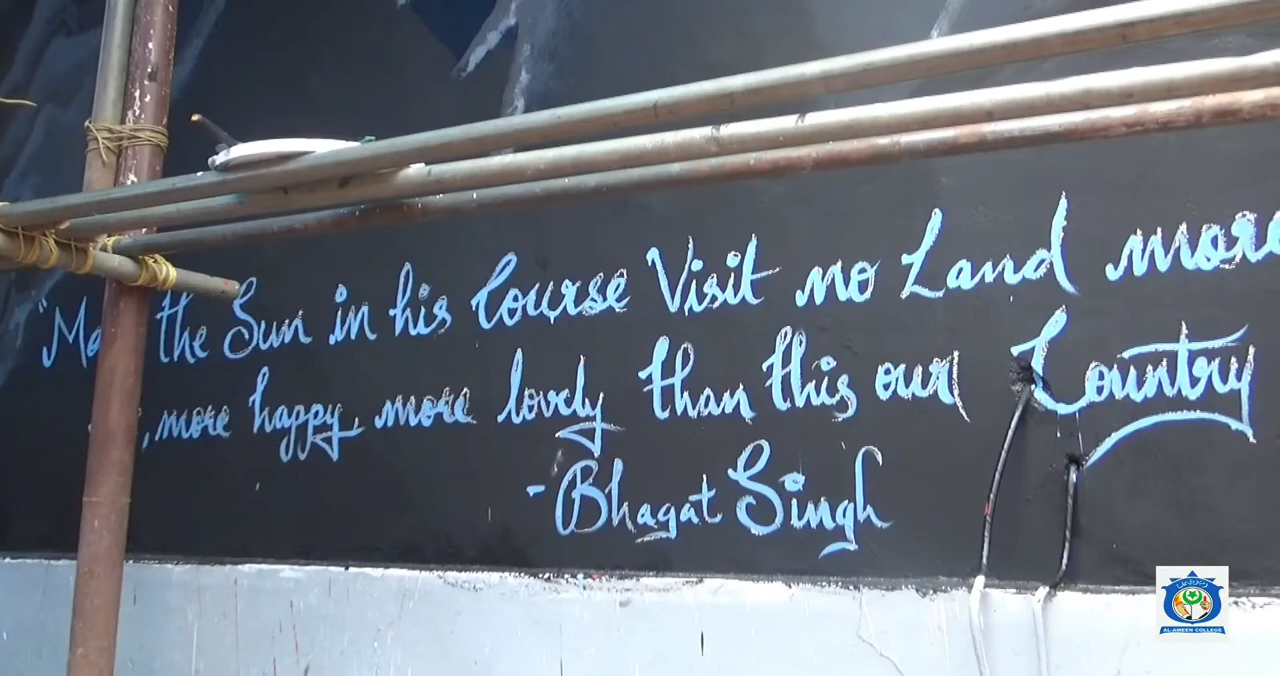 the Sun in his Course Visit no Land more
, more happy, more lovely than this our Country
- Bhagat Singh
AL-AMEEN COLLEGE